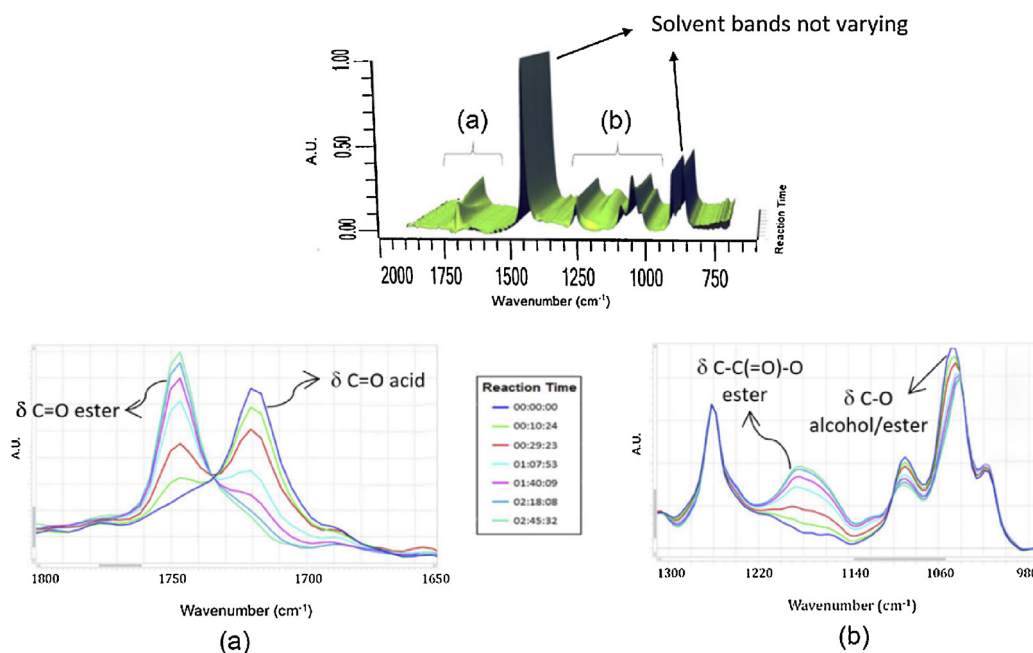 Solvent bands not varying
1.00
0.50
0.00
A.U.
(a)
(b)
Reaction Time
2000 1750 1500 1250 1000 750
Wavenumber (cm-1)
δ C=O ester
δ C=O acid
A.U.
1800 1750 1700 1650
Wavenumber (cm-1)
(a)
Reaction Time
00:00:00
00:10:24
00:29:23
01:07:53
01:40:09
02:18:08
02:45:32
δ C-C(=O)-O
ester
δ C-O
alcohol/ester
A.U.
1300 1220 1140 1060 980
Wavenumber (cm-1)
(b)